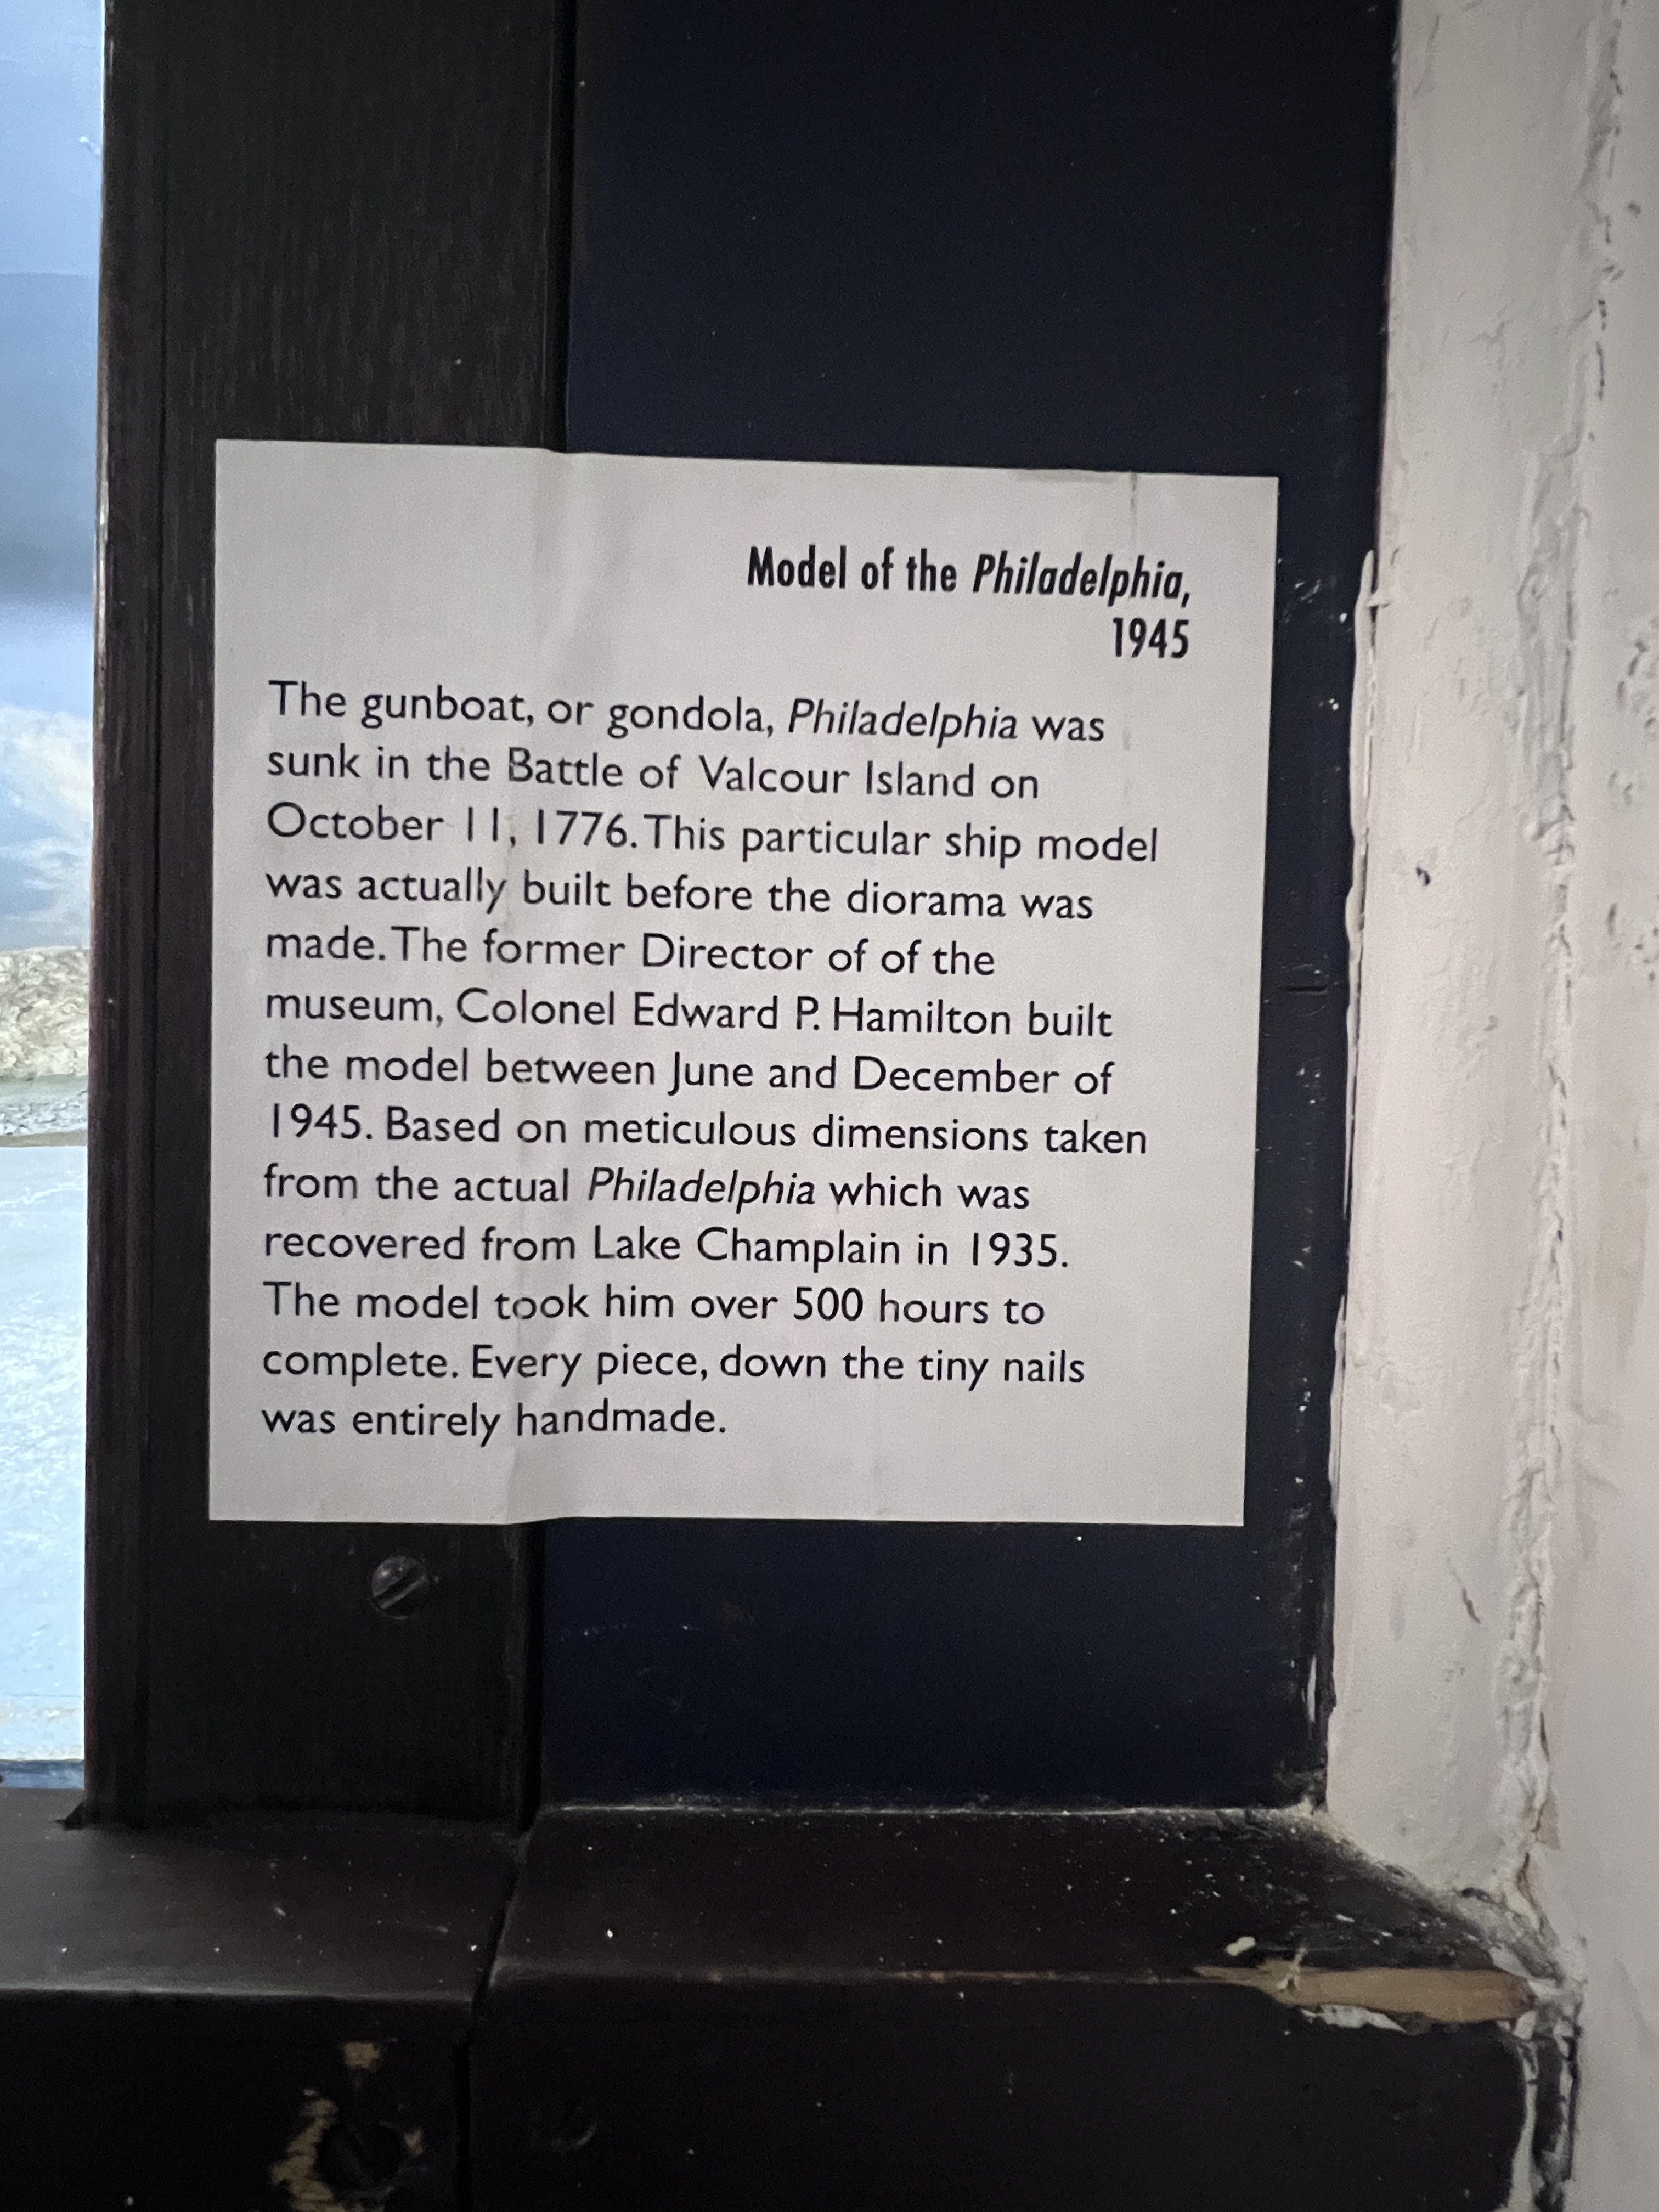 Model of the Philadelphia,
1945
The gunboat, or gondola, Philadelphia was
sunk in the Battle of Valcour Island on
October 11, 1776. This particular ship model
was actually built before the diorama was
made. The former Director of of the
museum, Colonel Edward P. Hamilton built
the model between June and December of
1945. Based on meticulous dimensions taken
from the actual Philadelphia which was
recovered from Lake Champlain in 1935.
The model took him over 500 hours to
complete. Every piece, down the tiny nails
was entirely handmade.